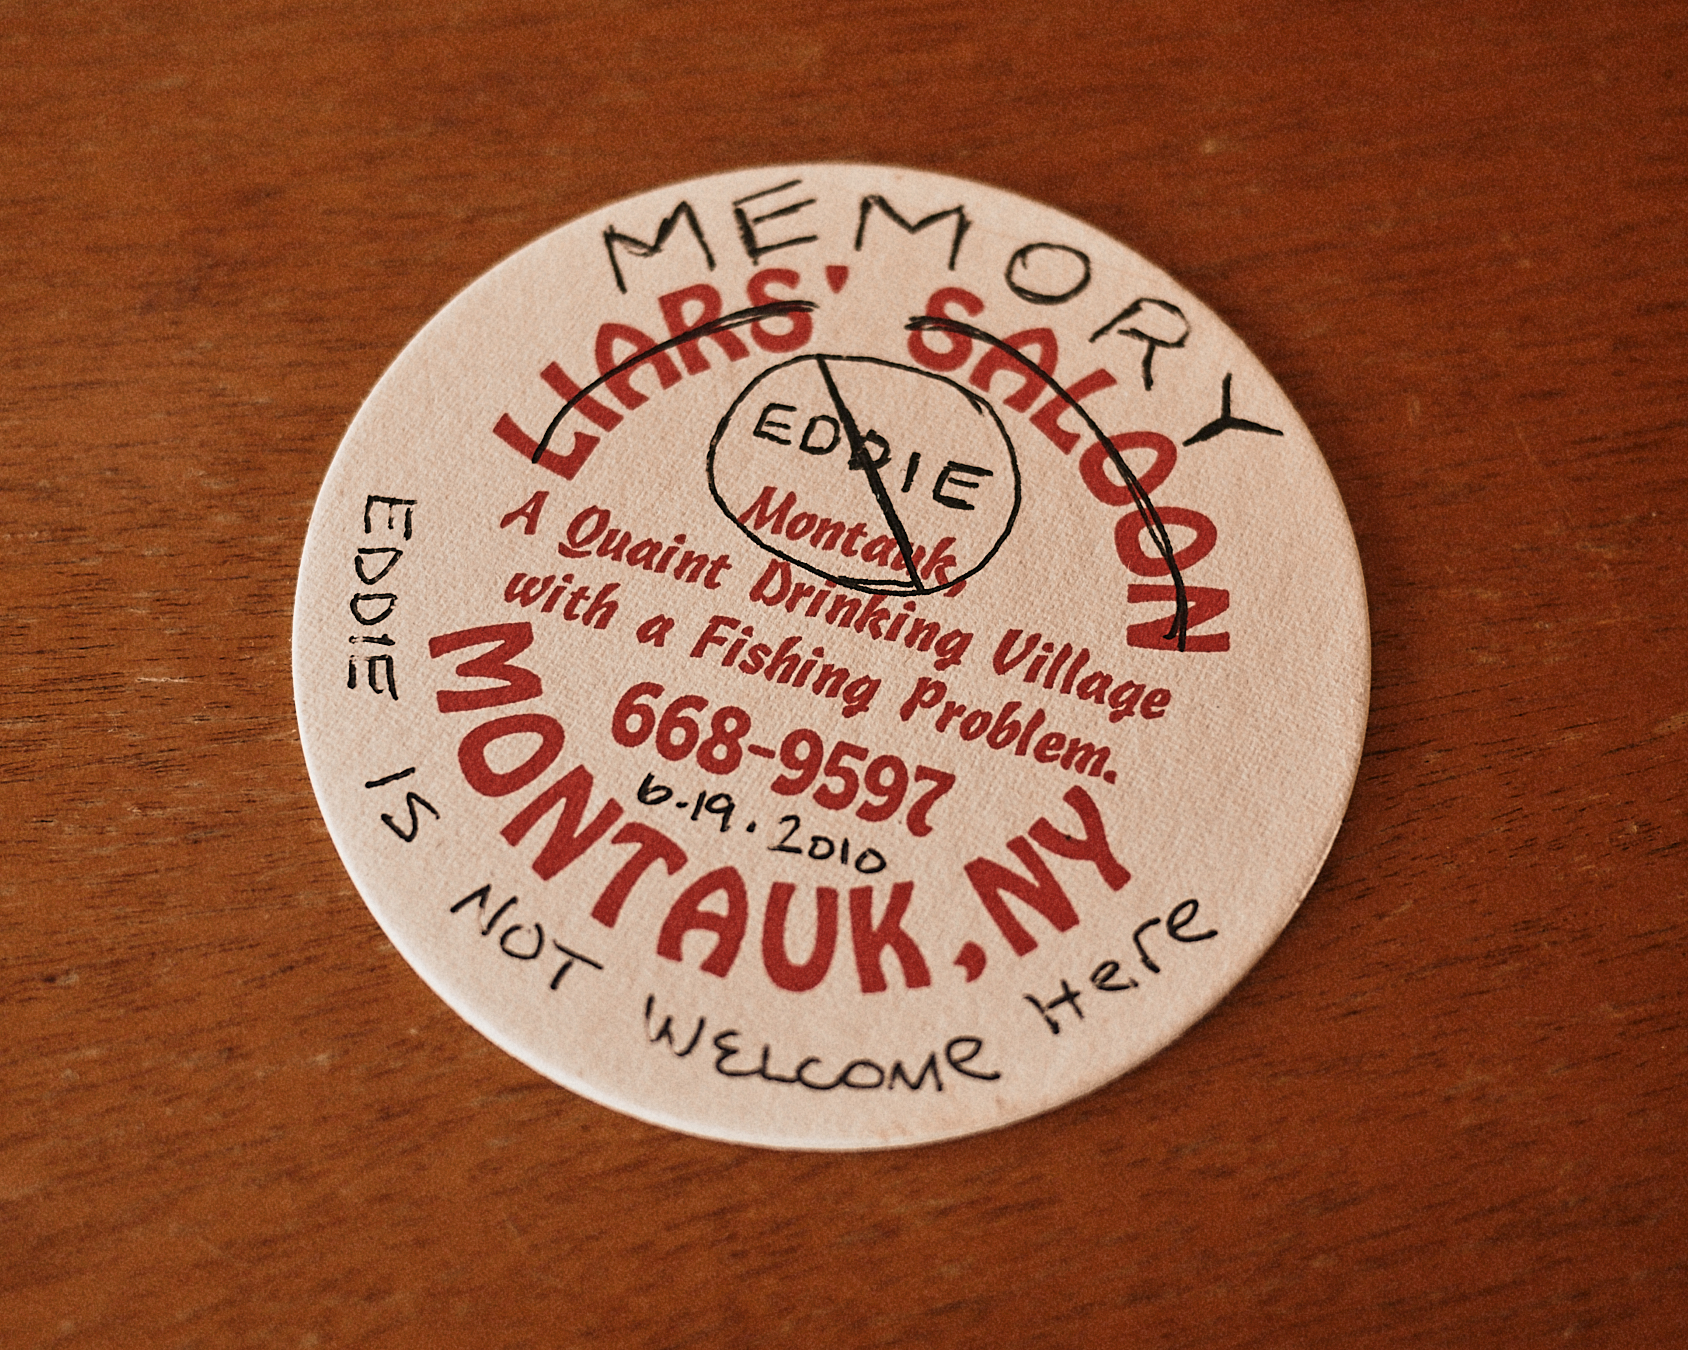 MEMORY
LIARS' SALOON
EDDIE
Montauk,
A Quaint Drinking Village
with a Fishing Problem.
668-9597
6-19.2010
MONTAUK, NY
EDDIE IS NOT WELCOME Here